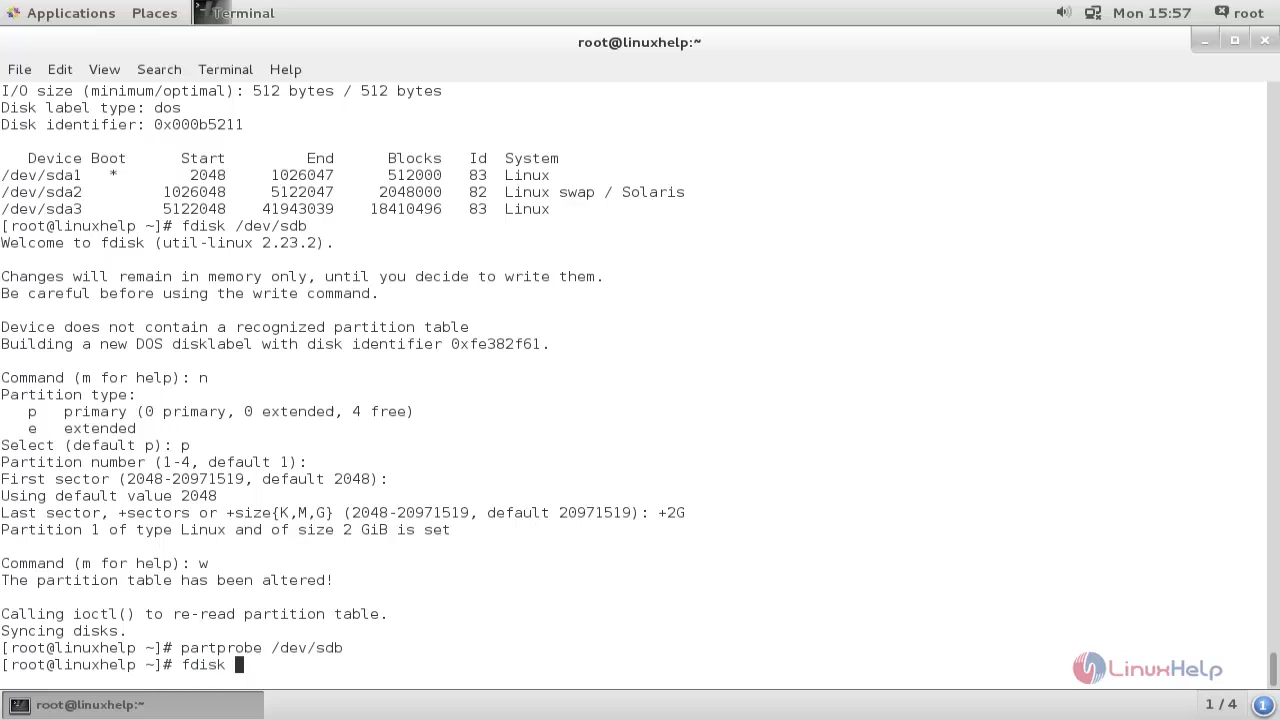 Applications Places Terminal Mon 15:57 root
root@linuxhelp:~
File Edit View Search Terminal Help
I/O size (minimum/optimal): 512 bytes / 512 bytes
Disk label type: dos
Disk identifier: 0x000b5211
Device Boot Start End Blocks Id System
/dev/sda1 * 2048 1026047 512000 83 Linux
/dev/sda2 1026048 5122047 2048000 82 Linux swap / Solaris
/dev/sda3 5122048 41943039 18410496 83 Linux
[root@linuxhelp ~]# fdisk /dev/sdb
Welcome to fdisk (util-linux 2.23.2).
Changes will remain in memory only, until you decide to write them.
Be careful before using the write command.
Device does not contain a recognized partition table
Building a new DOS disklabel with disk identifier 0xfe382f61.
Command (m for help): n
Partition type:
p primary (0 primary, 0 extended, 4 free)
e extended
Select (default p): p
Partition number (1-4, default 1):
First sector (2048-20971519, default 2048):
Using default value 2048
Last sector, +sectors or +size{K,M,G} (2048-20971519, default 20971519): +2G
Partition 1 of type Linux and of size 2 GiB is set
Command (m for help): w
The partition table has been altered!
Calling ioctl() to re-read partition table.
Syncing disks.
[root@linuxhelp ~]# partprobe /dev/sdb
[root@linuxhelp ~]# fdisk
LinuxHelp
root@linuxhelp:~ 1 / 4 1